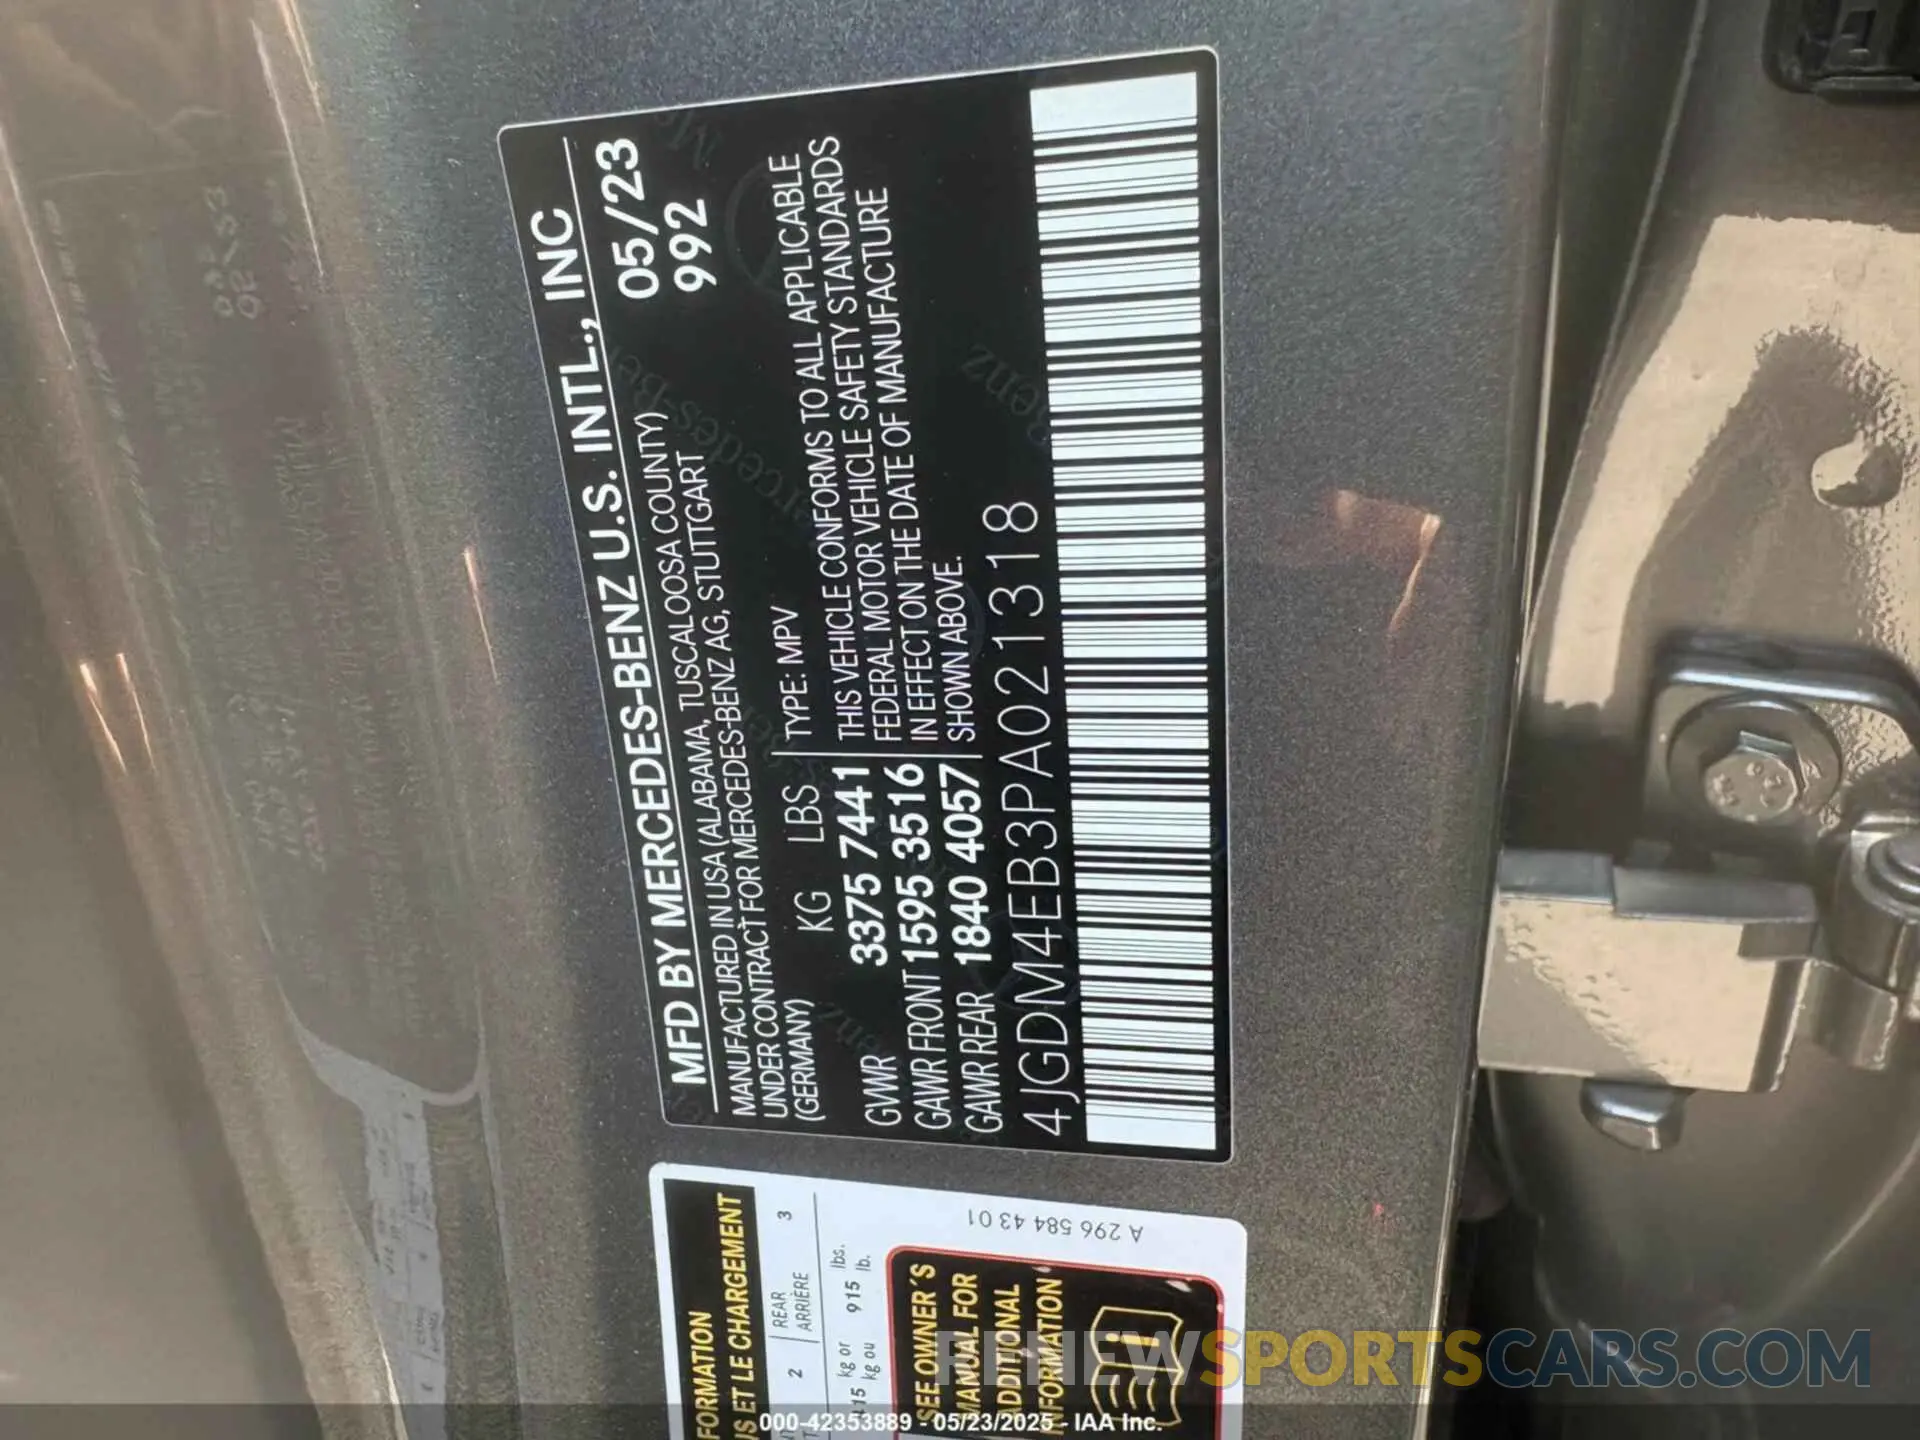 MFD BY MERCEDES-BENZ U.S. INTL., INC
MANUFACTURED IN USA (ALABAMA, TUSCALOOSA COUNTY)
UNDER CONTRACT FOR MERCEDES-BENZ AG, STUTTGART
(GERMANY)
05/23
992
KG LBS
TYPE: MPV
GVWR 3375 7441
GAWR FRONT 1595 3516
GAWR REAR 1840 4057
THIS VEHICLE CONFORMS TO ALL APPLICABLE
FEDERAL MOTOR VEHICLE SAFETY STANDARDS
IN EFFECT ON THE DATE OF MANUFACTURE
SHOWN ABOVE.
4JGDM4EB3PA021318
ET LE CHARGEMENT
2 REAR 3
ARRIÈRE
kg or 915 lbs.
kg ou lb.
A 296 584 43 01
SEE OWNER´S
MANUAL FOR
ADDITIONAL
INFORMATION
RENEWSPORTSCARS.COM
000-42353889 - 05/23/2025 - IAA Inc.